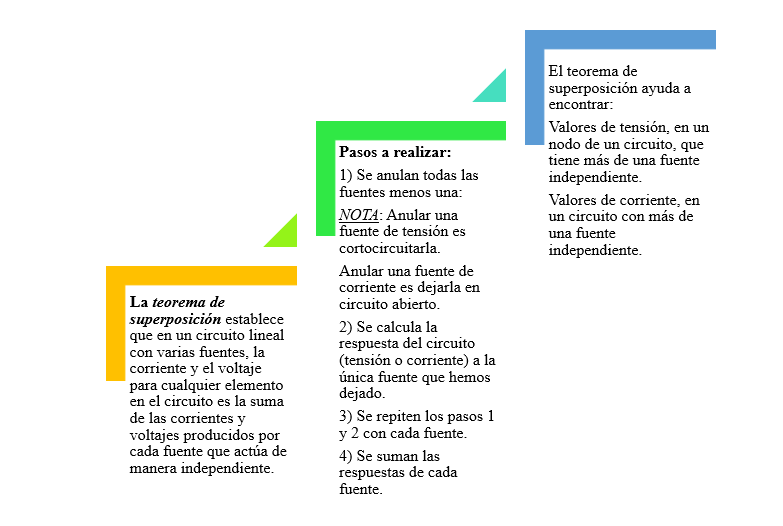 La teorema de
superposición establece
que en un circuito lineal
con varias fuentes, la
corriente y el voltaje
para cualquier elemento
en el circuito es la suma
de las corrientes y
voltajes producidos por
cada fuente que actúa de
manera independiente.
Pasos a realizar:
1) Se anulan todas las
fuentes menos una:
NOTA: Anular una
fuente de tensión es
cortocircuitarla.
Anular una fuente de
corriente es dejarla en
circuito abierto.
2) Se calcula la
respuesta del circuito
(tensión o corriente) a la
única fuente que hemos
dejado.
3) Se repiten los pasos 1
y 2 con cada fuente.
4) Se suman las
respuestas de cada
fuente.
El teorema de
superposición ayuda a
encontrar:
Valores de tensión, en un
nodo de un circuito, que
tiene más de una fuente
independiente.
Valores de corriente, en
un circuito con más de
una fuente
independiente.